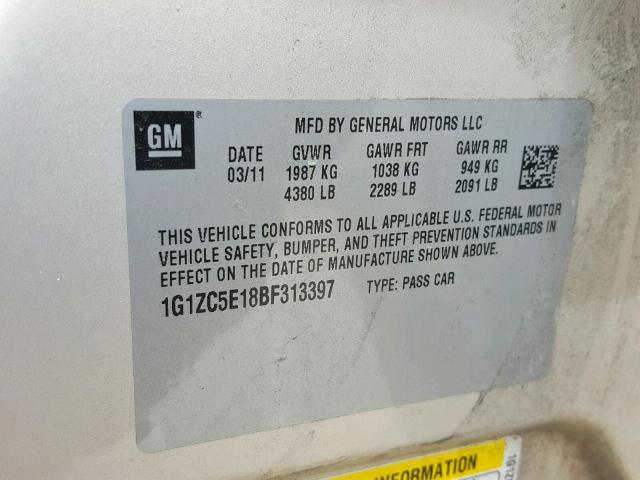 GM®
MFD BY GENERAL MOTORS LLC
DATE GVWR GAWR FRT GAWR RR
03/11 1987 KG 1038 KG 949 KG
4380 LB 2289 LB 2091 LB
THIS VEHICLE CONFORMS TO ALL APPLICABLE U.S. FEDERAL MOTOR
VEHICLE SAFETY, BUMPER, AND THEFT PREVENTION STANDARDS IN
EFFECT ON THE DATE OF MANUFACTURE SHOWN ABOVE.
1G1ZC5E18BF313397 TYPE: PASS CAR
INFORMATION
1G1Z